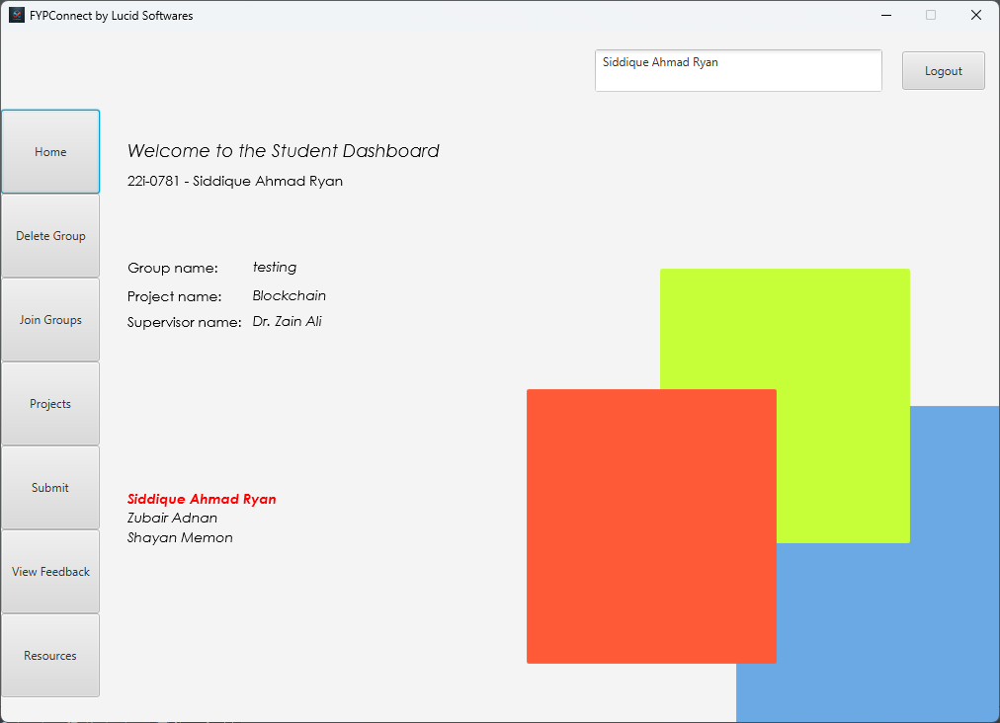 FYPConnect by Lucid Softwares
Siddique Ahmad Ryan
Logout
Home
Delete Group
Join Groups
Projects
Submit
View Feedback
Resources
Welcome to the Student Dashboard
22i-0781 - Siddique Ahmad Ryan
Group name: testing
Project name: Blockchain
Supervisor name: Dr. Zain Ali
Siddique Ahmad Ryan
Zubair Adnan
Shayan Memon